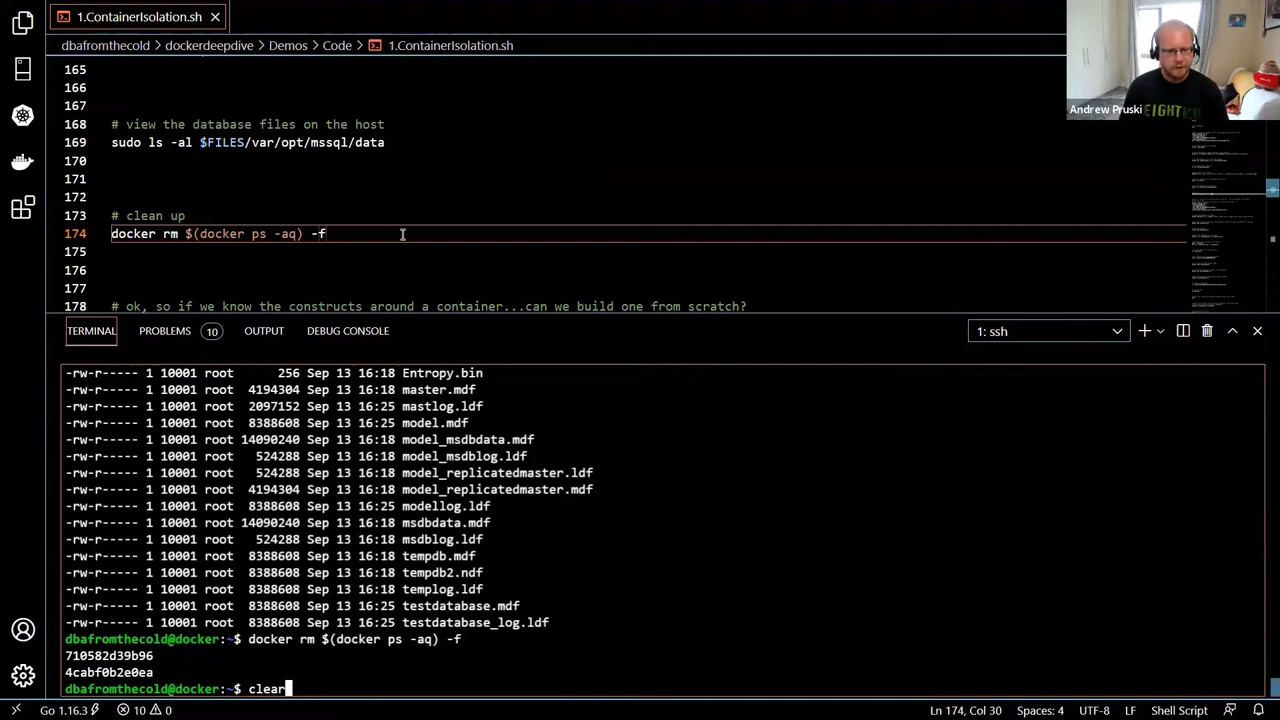 1.ContainerIsolation.sh
dbafromthecold > dockerdeepdive > Demos > Code > 1.ContainerIsolation.sh
Andrew Pruski
165
166
167
168 # view the database files on the host
169 sudo ls -al $FILES/var/opt/mssql/data
170
171
172
173 # clean up
174 docker rm $(docker ps -aq) -f
175
176
177
178 # ok, so if we know the constructs around a container, can we build one from scratch?
TERMINAL PROBLEMS 10 OUTPUT DEBUG CONSOLE 1: ssh
-rw-r----- 1 10001 root 256 Sep 13 16:18 Entropy.bin
-rw-r----- 1 10001 root 4194304 Sep 13 16:18 master.mdf
-rw-r----- 1 10001 root 2097152 Sep 13 16:25 mastlog.ldf
-rw-r----- 1 10001 root 8388608 Sep 13 16:25 model.mdf
-rw-r----- 1 10001 root 14090240 Sep 13 16:18 model_msdbdata.mdf
-rw-r----- 1 10001 root 524288 Sep 13 16:18 model_msdblog.ldf
-rw-r----- 1 10001 root 524288 Sep 13 16:18 model_replicatedmaster.ldf
-rw-r----- 1 10001 root 4194304 Sep 13 16:18 model_replicatedmaster.mdf
-rw-r----- 1 10001 root 8388608 Sep 13 16:25 modellog.ldf
-rw-r----- 1 10001 root 14090240 Sep 13 16:18 msdbdata.mdf
-rw-r----- 1 10001 root 524288 Sep 13 16:18 msdblog.ldf
-rw-r----- 1 10001 root 8388608 Sep 13 16:18 tempdb.mdf
-rw-r----- 1 10001 root 8388608 Sep 13 16:18 tempdb2.ndf
-rw-r----- 1 10001 root 8388608 Sep 13 16:18 templog.ldf
-rw-r----- 1 10001 root 8388608 Sep 13 16:25 testdatabase.mdf
-rw-r----- 1 10001 root 8388608 Sep 13 16:25 testdatabase_log.ldf
dbafromthecold@docker:~$ docker rm $(docker ps -aq) -f
710582d39b96
4cabf0b2e0ea
dbafromthecold@docker:~$ clear
Go 1.16.3 10 0 Ln 174, Col 30 Spaces: 4 UTF-8 LF Shell Script